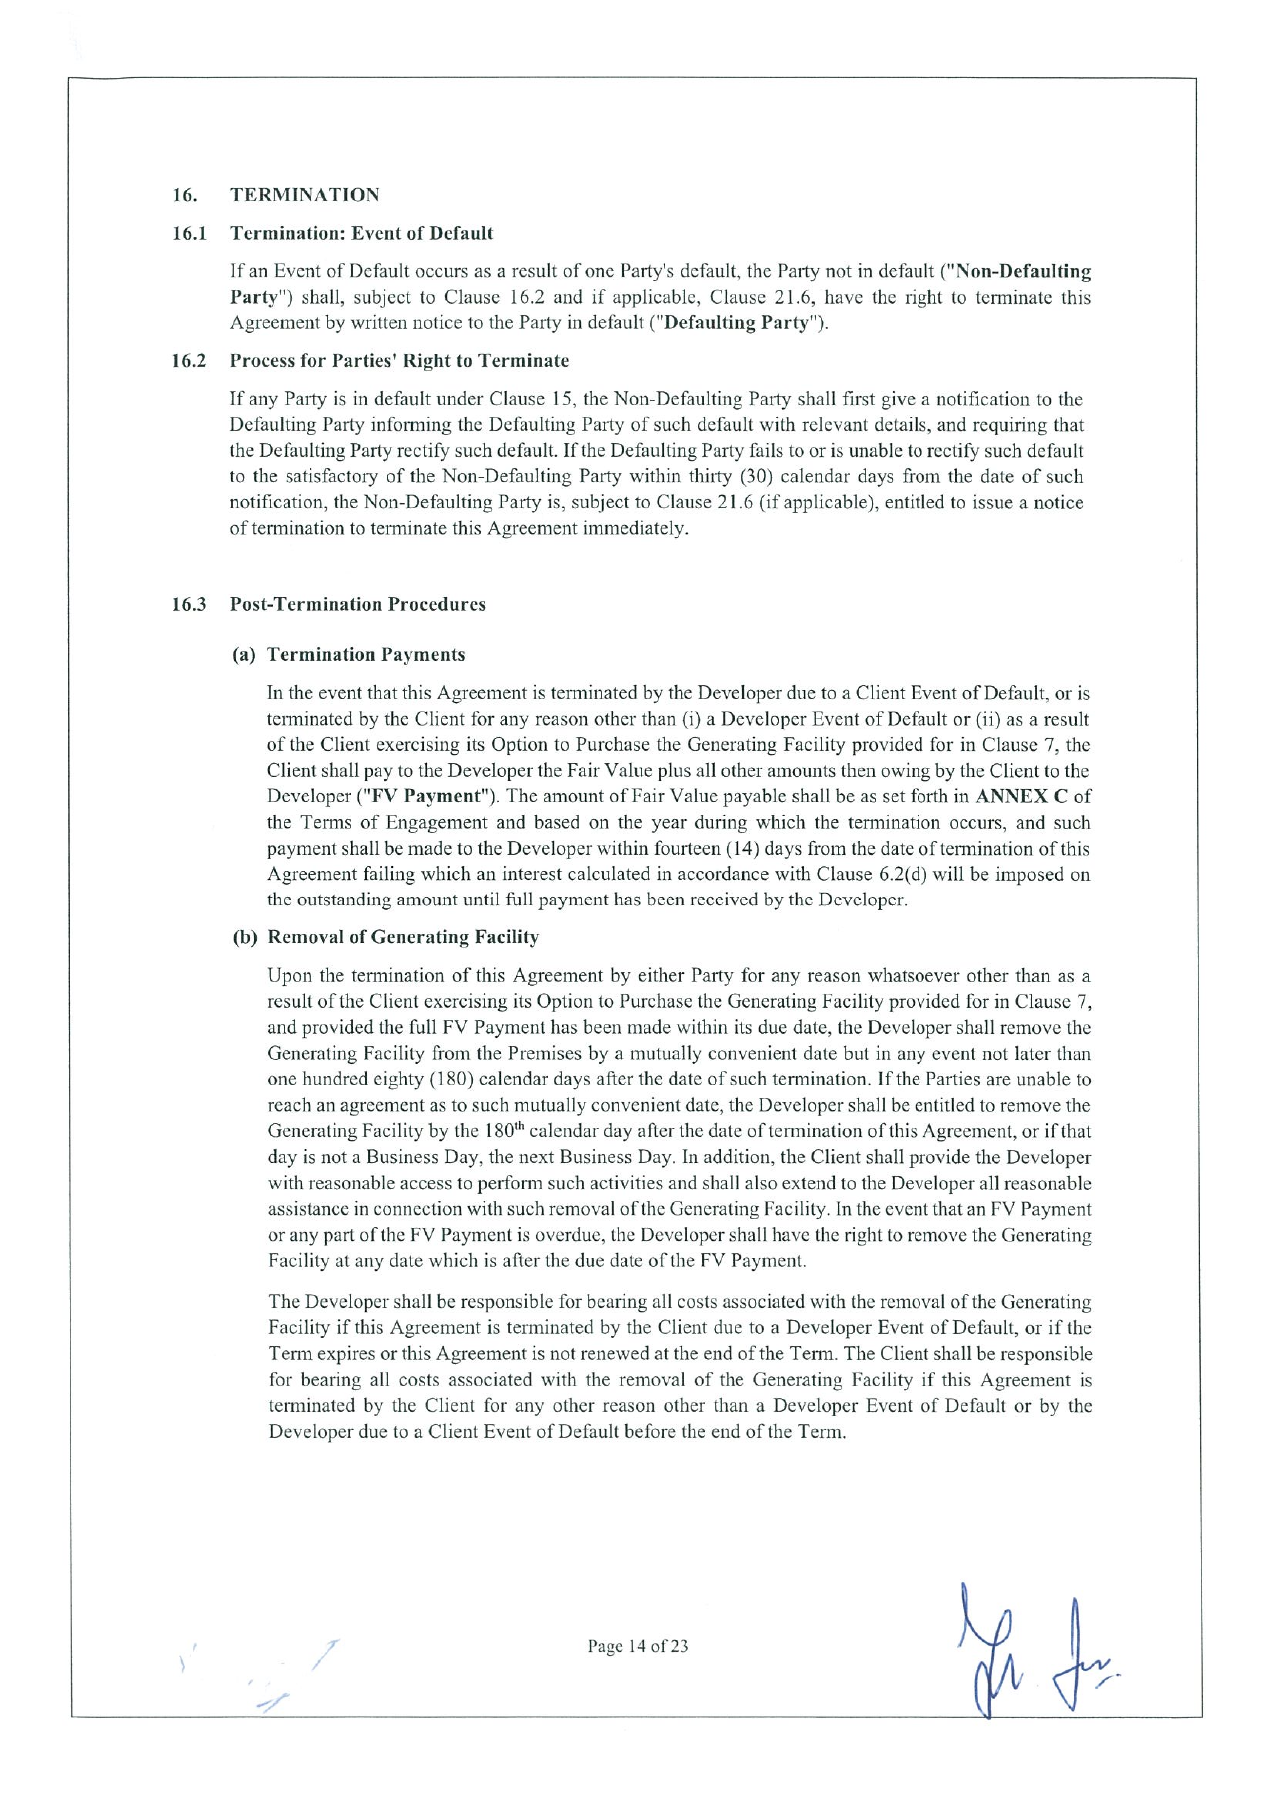 16. TERMINATION
16.1 Termination: Event of Default
If an Event of Default occurs as a result of one Party's default, the Party not in default ("Non-Defaulting
Party") shall, subject to Clause 16.2 and if applicable, Clause 21.6, have the right to terminate this
Agreement by written notice to the Party in default ("Defaulting Party").
16.2 Process for Parties' Right to Terminate
If any Party is in default under Clause 15, the Non-Defaulting Party shall first give a notification to the
Defaulting Party informing the Defaulting Party of such default with relevant details, and requiring that
the Defaulting Party rectify such default. If the Defaulting Party fails to or is unable to rectify such default
to the satisfactory of the Non-Defaulting Party within thirty (30) calendar days from the date of such
notification, the Non-Defaulting Party is, subject to Clause 21.6 (if applicable), entitled to issue a notice
of termination to terminate this Agreement immediately.
16.3 Post-Termination Procedures
(a) Termination Payments
In the event that this Agreement is terminated by the Developer due to a Client Event of Default, or is
terminated by the Client for any reason other than (i) a Developer Event of Default or (ii) as a result
of the Client exercising its Option to Purchase the Generating Facility provided for in Clause 7, the
Client shall pay to the Developer the Fair Value plus all other amounts then owing by the Client to the
Developer ("FV Payment"). The amount of Fair Value payable shall be as set forth in ANNEX C of
the Terms of Engagement and based on the year during which the termination occurs, and such
payment shall be made to the Developer within fourteen (14) days from the date of termination of this
Agreement failing which an interest calculated in accordance with Clause 6.2(d) will be imposed on
the outstanding amount until full payment has been received by the Developer.
(b) Removal of Generating Facility
Upon the termination of this Agreement by either Party for any reason whatsoever other than as a
result of the Client exercising its Option to Purchase the Generating Facility provided for in Clause 7,
and provided the full FV Payment has been made within its due date, the Developer shall remove the
Generating Facility from the Premises by a mutually convenient date but in any event not later than
one hundred eighty (180) calendar days after the date of such termination. If the Parties are unable to
reach an agreement as to such mutually convenient date, the Developer shall be entitled to remove the
Generating Facility by the 180th calendar day after the date of termination of this Agreement, or if that
day is not a Business Day, the next Business Day. In addition, the Client shall provide the Developer
with reasonable access to perform such activities and shall also extend to the Developer all reasonable
assistance in connection with such removal of the Generating Facility. In the event that an FV Payment
or any part of the FV Payment is overdue, the Developer shall have the right to remove the Generating
Facility at any date which is after the due date of the FV Payment.
The Developer shall be responsible for bearing all costs associated with the removal of the Generating
Facility if this Agreement is terminated by the Client due to a Developer Event of Default, or if the
Term expires or this Agreement is not renewed at the end of the Term. The Client shall be responsible
for bearing all costs associated with the removal of the Generating Facility if this Agreement is
terminated by the Client for any other reason other than a Developer Event of Default or by the
Developer due to a Client Event of Default before the end of the Term.
Page 14 of 23